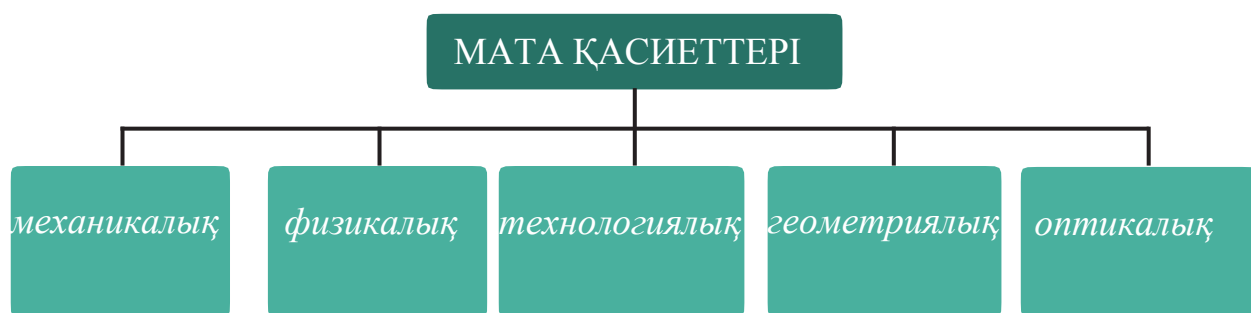 МАТА ҚАСИЕТТЕРІ
механикалық
физикалық
технологиялық
геометриялық
оптикалық